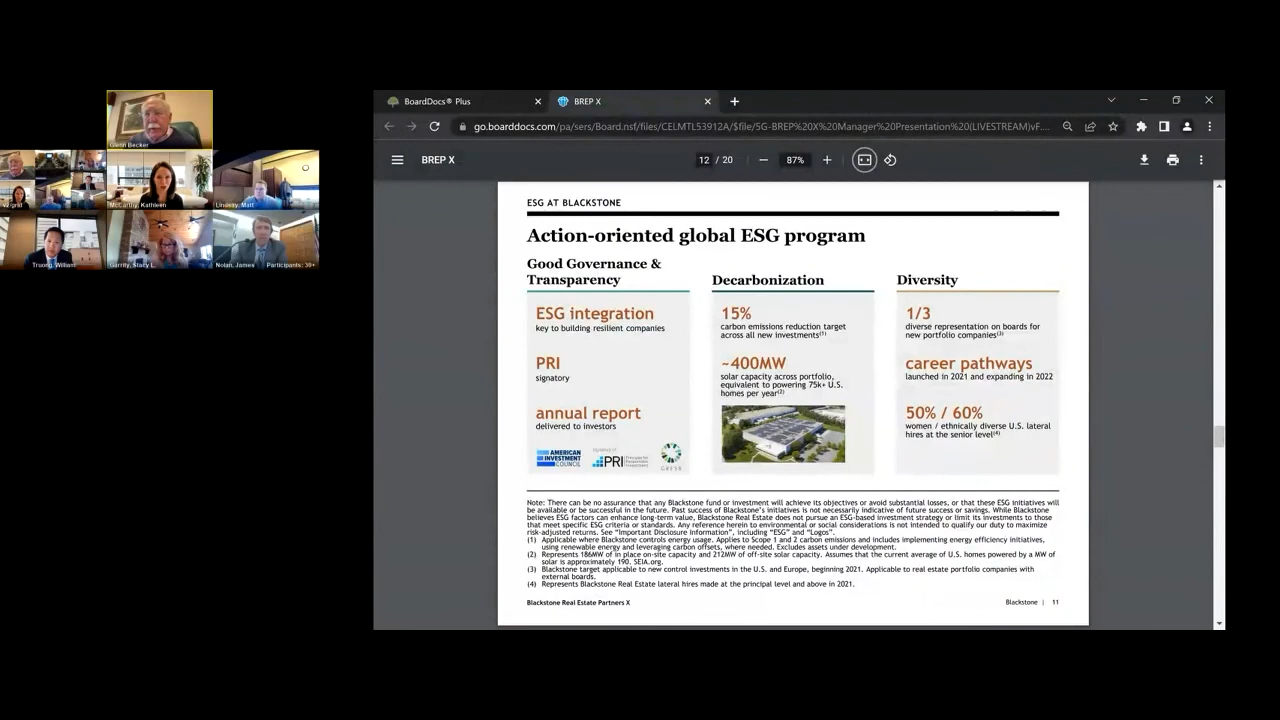 BoardDocs® Plus
BREP X
go.boarddocs.com/pa/sers/Board.nsf/files/CELMTL53912A/$file/5G-BREP%20X%20Manager%20Presentation%20(LIVESTREAM)vF...
BREP X
12 / 20
87%
Glenn Becker
McCarthy, Kathleen
Lindsay, Matt
Truong, William
Garrity, Stacy L.
Nolan, James
Participants: 30+
ESG AT BLACKSTONE
Action-oriented global ESG program
Good Governance &
Transparency
ESG integration
key to building resilient companies
PRI
signatory
annual report
delivered to investors
AMERICAN
INVESTMENT
COUNCIL
PRI
GRESB
Decarbonization
15%
carbon emissions reduction target
across all new investments(1)
~400MW
solar capacity across portfolio,
equivalent to powering 75k+ U.S.
homes per year(2)
Diversity
1/3
diverse representation on boards for
new portfolio companies(3)
career pathways
launched in 2021 and expanding in 2022
50% / 60%
women / ethnically diverse U.S. lateral
hires at the senior level(4)
Note: There can be no assurance that any Blackstone fund or investment will achieve its objectives or avoid substantial losses, or that these ESG initiatives will
be available or be successful in the future. Past success of Blackstone's initiatives is not necessarily indicative of future success or savings. While Blackstone
believes ESG factors can enhance long-term value, Blackstone Real Estate does not pursue an ESG-based investment strategy or limit its investments to those
that meet specific ESG criteria or standards. Any reference herein to environmental or social considerations is not intended to qualify our duty to maximize
risk-adjusted returns. See "Important Disclosure Information", including "ESG" and "Logos".
(1) Applicable where Blackstone controls energy usage. Applies to Scope 1 and 2 carbon emissions and includes implementing energy efficiency initiatives,
using renewable energy and leveraging carbon offsets, where needed. Excludes assets under development.
(2) Represents 186MW of in place on-site capacity and 212MW of off-site solar capacity. Assumes that the current average of U.S. homes powered by a MW of
solar is approximately 190. SEIA.org.
(3) Blackstone target applicable to new control investments in the U.S. and Europe, beginning 2021. Applicable to real estate portfolio companies with
external boards.
(4) Represents Blackstone Real Estate lateral hires made at the principal level and above in 2021.
Blackstone Real Estate Partners X
Blackstone | 11